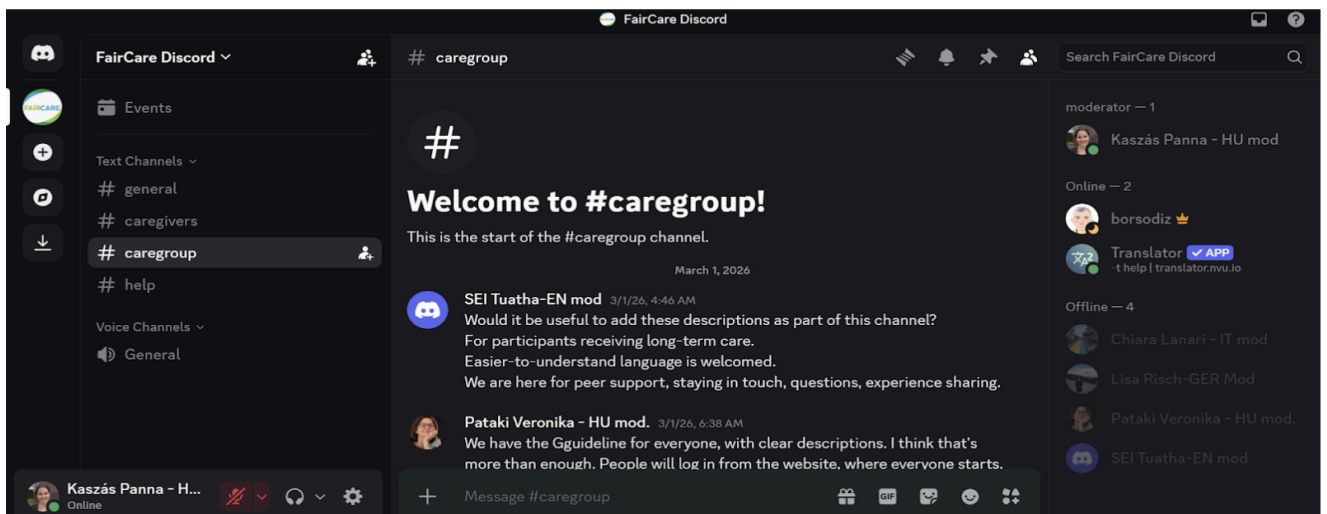 FairCare Discord
FairCare Discord
Events
Text Channels
# general
# caregivers
# caregroup
# help
Voice Channels
General
Kaszás Panna - H...
Online
FAIRCARE
# caregroup
#
Welcome to #caregroup!
This is the start of the #caregroup channel.
March 1, 2026
SEI Tuatha-EN mod 3/1/26, 4:46 AM
Would it be useful to add these descriptions as part of this channel?
For participants receiving long-term care.
Easier-to-understand language is welcomed.
We are here for peer support, staying in touch, questions, experience sharing.
Pataki Veronika - HU mod. 3/1/26, 6:38 AM
We have the Gguideline for everyone, with clear descriptions. I think that's
more than enough. People will log in from the website, where everyone starts.
Message #caregroup
GIF
Search FairCare Discord
moderator — 1
Kaszás Panna - HU mod
Online — 2
borsodiz
Translator APP
-t help | translator.nvu.io
Offline — 4
Chiara Lanari - IT mod
Lisa Risch-GER Mod
Pataki Veronika - HU mod.
SEI Tuatha-EN mod